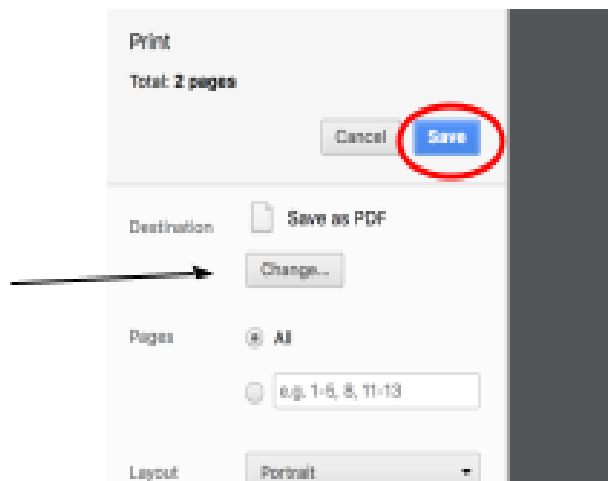 Print
Total: 2 pages
Cancel Save
Destination Save as PDF
Change...
Pages All
e.g. 1-5, 8, 11-13
Layout Portrait